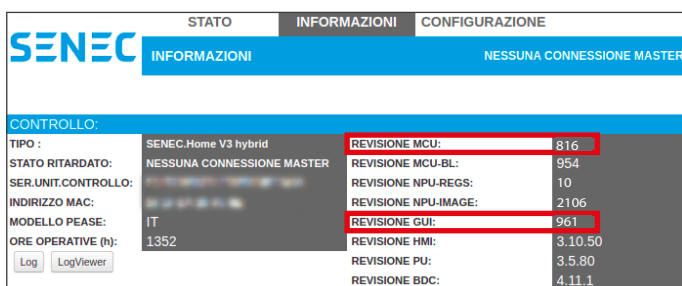 STATO INFORMAZIONI CONFIGURAZIONE
SENEC
INFORMAZIONI NESSUNA CONNESSIONE MASTER
CONTROLLO:
TIPO : SENEC.Home V3 hybrid REVISIONE MCU: 816
STATO RITARDATO: NESSUNA CONNESSIONE MASTER REVISIONE MCU-BL: 954
SER.UNIT.CONTROLLO: REVISIONE NPU-REGS: 10
INDIRIZZO MAC: REVISIONE NPU-IMAGE: 2106
MODELLO PEASE: IT REVISIONE GUI: 961
ORE OPERATIVE (h): 1352 REVISIONE HMI: 3.10.50
Log LogViewer REVISIONE PU: 3.5.80
REVISIONE BDC: 4.11.1